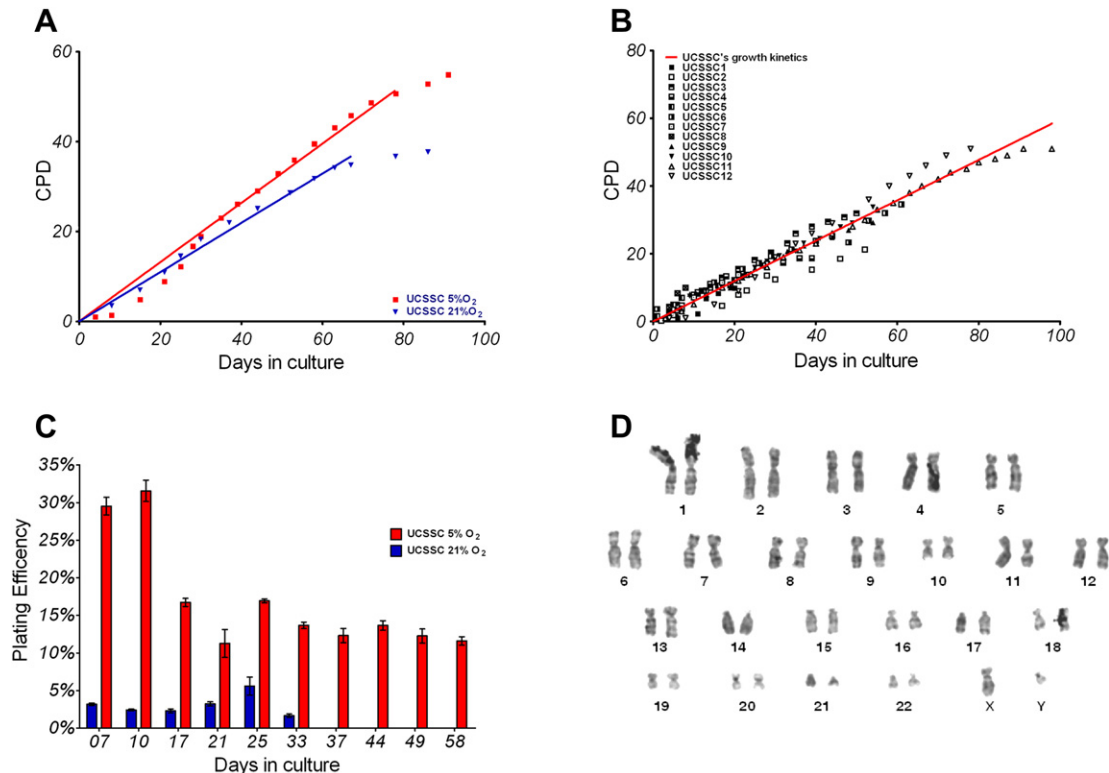 A
60
40
20
0
CPD
0 20 40 60 80 100
Days in culture
UCSSC 5%O₂
UCSSC 21%O₂
B
80
60
40
20
0
CPD
UCSSC's growth kinetics
UCSSC1
UCSSC2
UCSSC3
UCSSC4
UCSSC5
UCSSC6
UCSSC7
UCSSC8
UCSSC9
UCSSC10
UCSSC11
UCSSC12
0 20 40 60 80 100
Days in culture
C
35%
30%
25%
20%
15%
10%
5%
0%
Plating Efficency
UCSSC 5% O₂
UCSSC 21% O₂
07 10 17 21 25 33 37 44 49 58
Days in culture
D
1 2 3 4 5
6 7 8 9 10 11 12
13 14 15 16 17 18
19 20 21 22 X Y